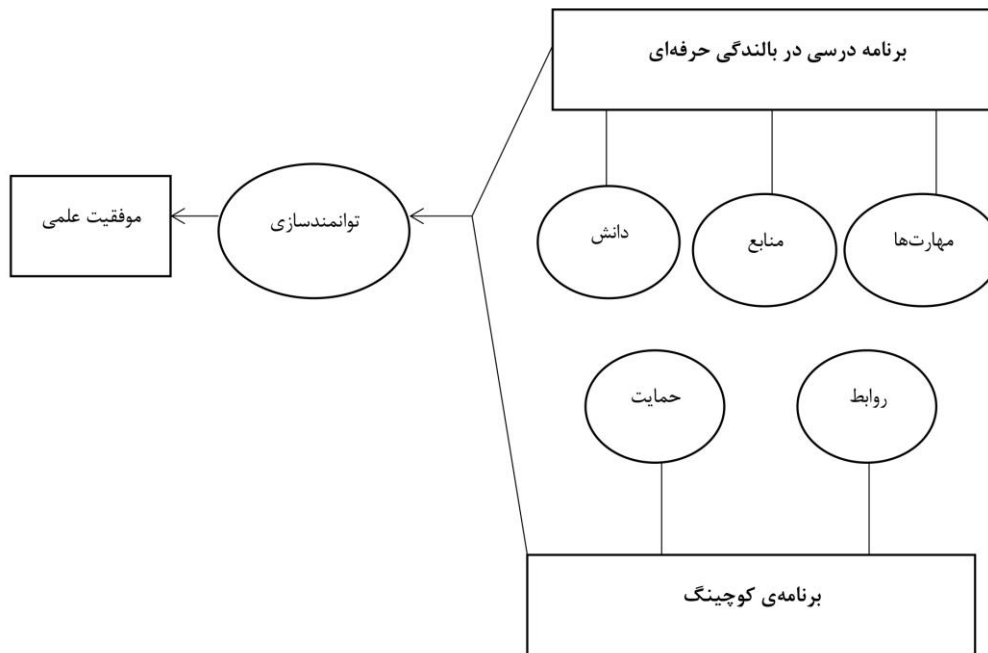 برنامه درسی در بالندگی حرفه‌ای
مهارت‌ها
منابع
دانش
توانمندسازی
موفقیت علمی
روابط
حمایت
برنامه‌ی کوچینگ